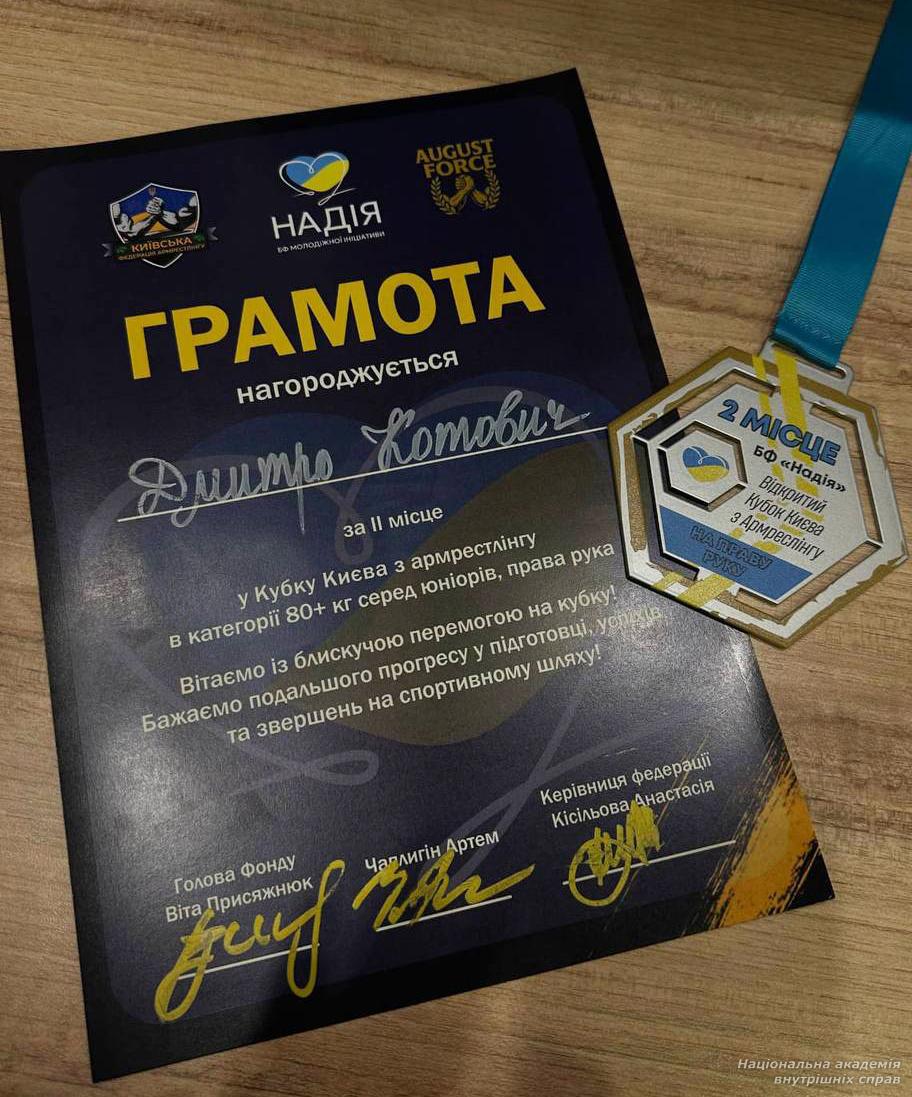 КИЇВСЬКА
ФЕДЕРАЦІЯ АРМРЕСТЛІНГУ
НАДІЯ
БФ МОЛОДІЖНОЇ ІНІЦІАТИВИ
AUGUST
FORCE
ГРАМОТА
нагороджується
Дмитро Котович
за ІІ місце
у Кубку Києва з армрестлінгу
в категорії 80+ кг серед юніорів, права рука
Вітаємо із блискучою перемогою на кубку!
Бажаємо подальшого прогресу у підготовці, успіхів
та звершень на спортивному шляху!
Голова Фонду
Віта Присяжнюк
Чаплигін Артем
Керівниця федерації
Кісільова Анастасія
2 МІСЦЕ
БФ «Надія»
Відкритий
Кубок Києва
з Армреслінгу
НА ПРАВУ
РУКУ
Національна академія
внутрішніх справ